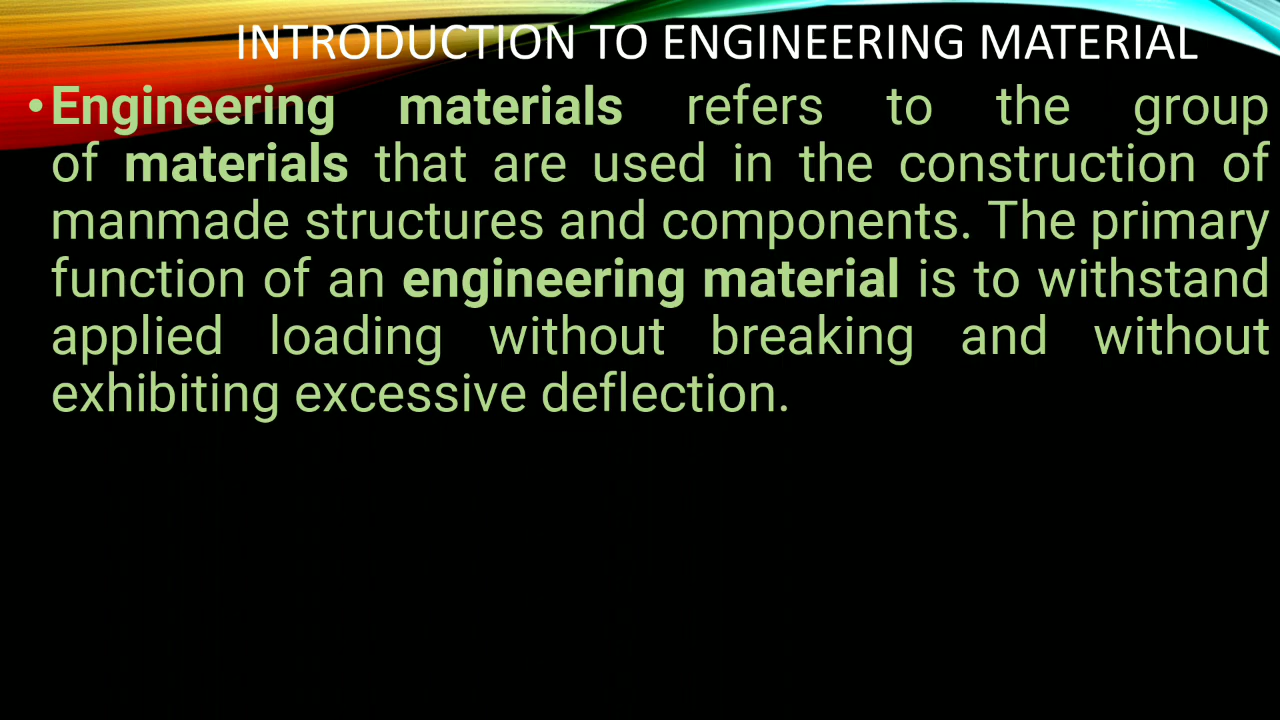 INTRODUCTION TO ENGINEERING MATERIAL
•Engineering materials refers to the group
of materials that are used in the construction of
manmade structures and components. The primary
function of an engineering material is to withstand
applied loading without breaking and without
exhibiting excessive deflection.